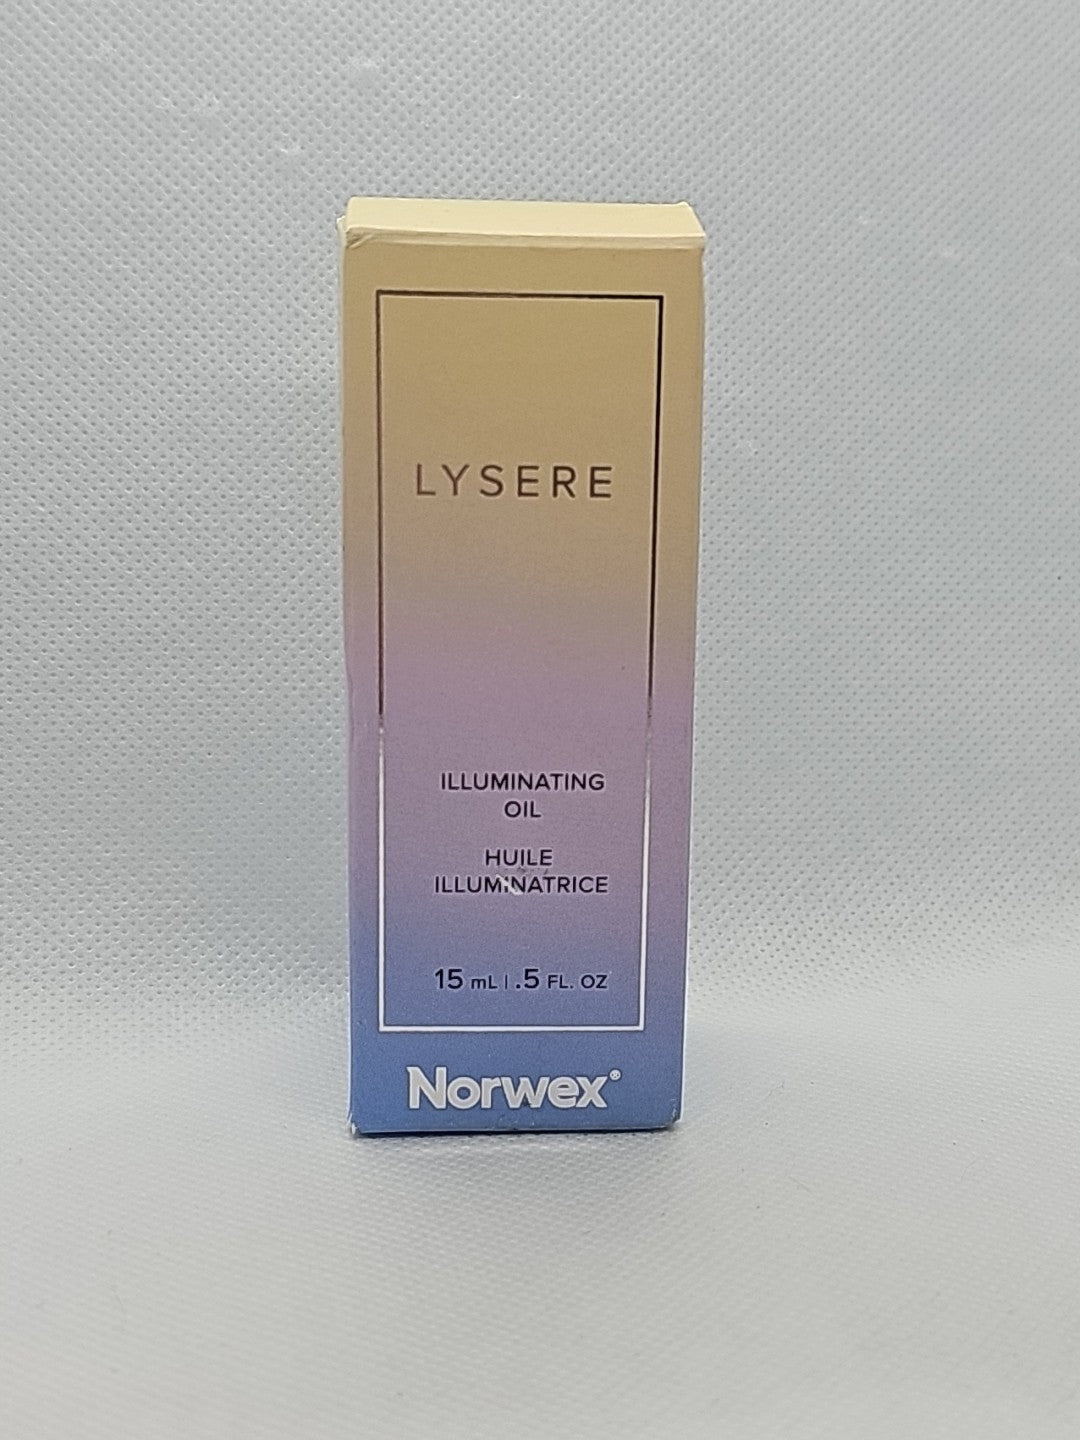 LYSERE
ILLUMINATING
OIL
HUILE
ILLUMINATRICE
15 mL | .5 FL. OZ
Norwex®